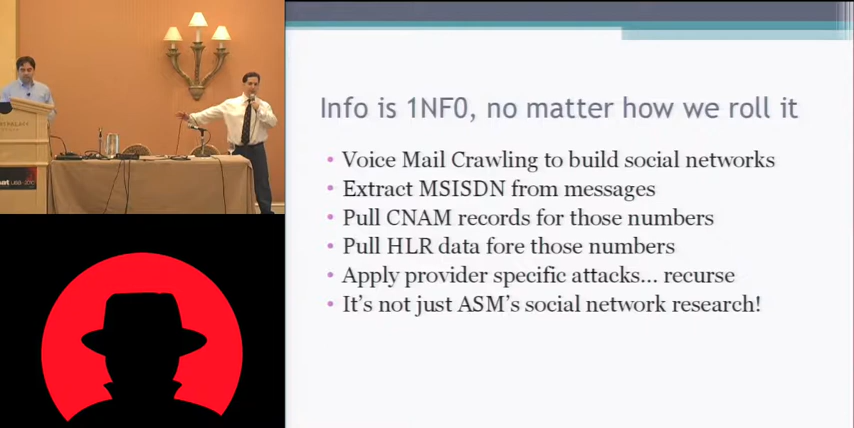 Info is 1NF0, no matter how we roll it
• Voice Mail Crawling to build social networks
• Extract MSISDN from messages
• Pull CNAM records for those numbers
• Pull HLR data fore those numbers
• Apply provider specific attacks... recurse
• It's not just ASM's social network research!